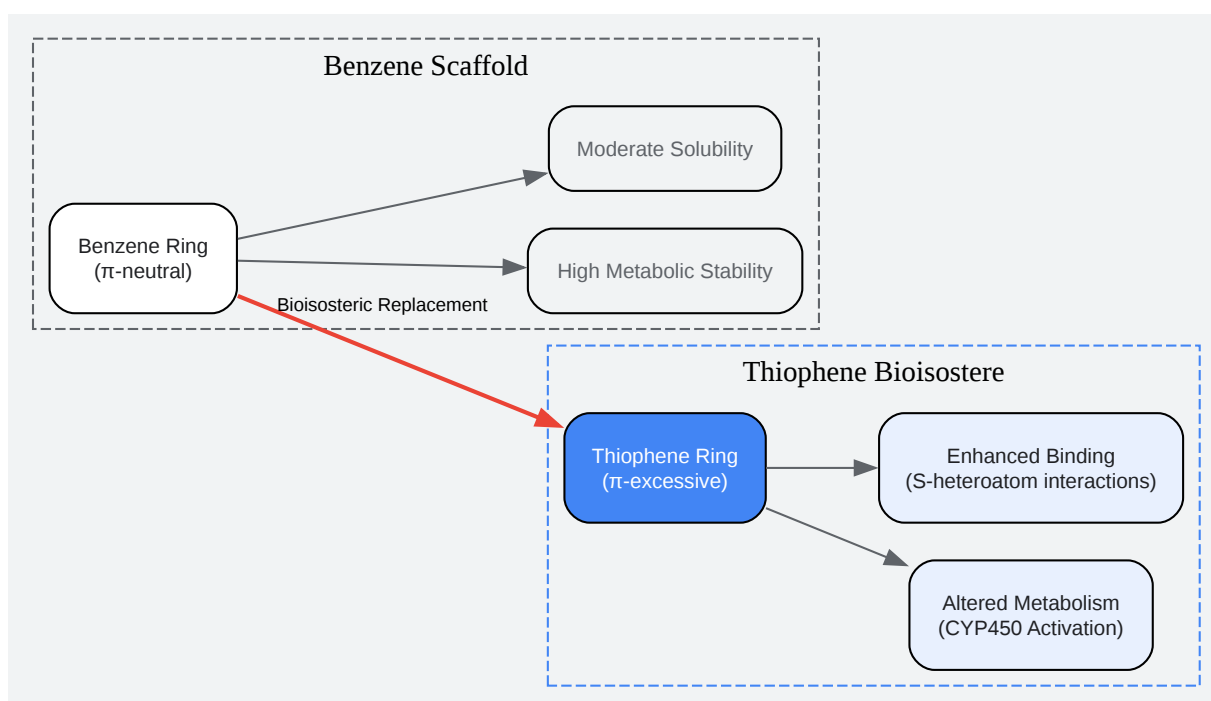 Benzene Scaffold
Moderate Solubility
Benzene Ring
(π-neutral)
High Metabolic Stability
Bioisosteric Replacement
Thiophene Bioisostere
Thiophene Ring
(π-excessive)
Enhanced Binding
(S-heteroatom interactions)
Altered Metabolism
(CYP450 Activation)